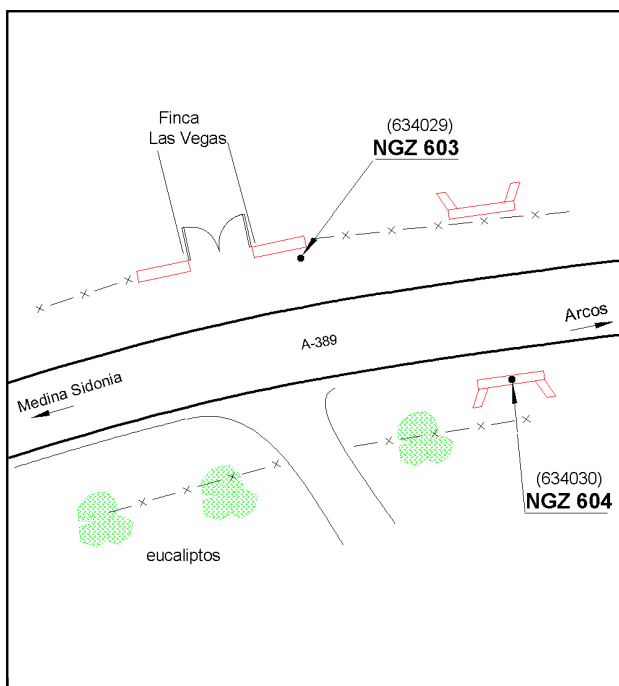 Finca
Las Vegas
(634029)
NGZ 603
Arcos
A-389
Medina Sidonia
(634030)
NGZ 604
eucaliptos